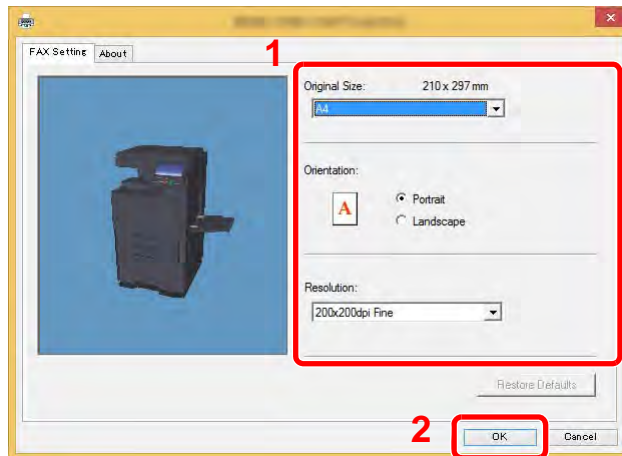 FAX Setting About
1
Original Size: 210 x 297 mm
A4
Orientation:
A
Portrait
Landscape
Resolution:
200x200dpi Fine
Restore Defaults
2
OK Cancel